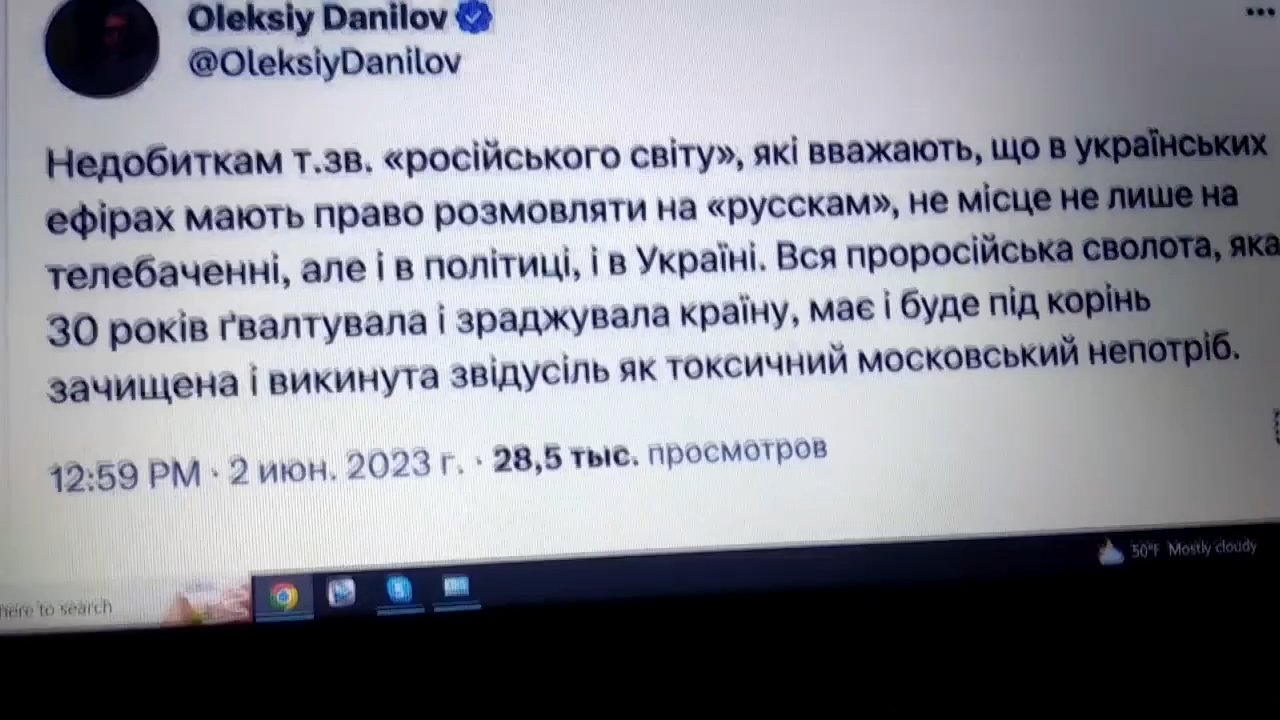 Oleksiy Danilov
@OleksiyDanilov
Недобиткам т.зв. «російського світу», які вважають, що в українських
ефірах мають право розмовляти на «русскам», не місце не лише на
телебаченні, але і в політиці, і в Україні. Вся проросійська сволота, яка
30 років ґвалтувала і зраджувала країну, має і буде під корінь
зачищена і викинута звідусіль як токсичний московський непотріб.
12:59 PM · 2 июн. 2023 г. · 28,5 тыс. просмотров
50°F Mostly cloudy
here to search